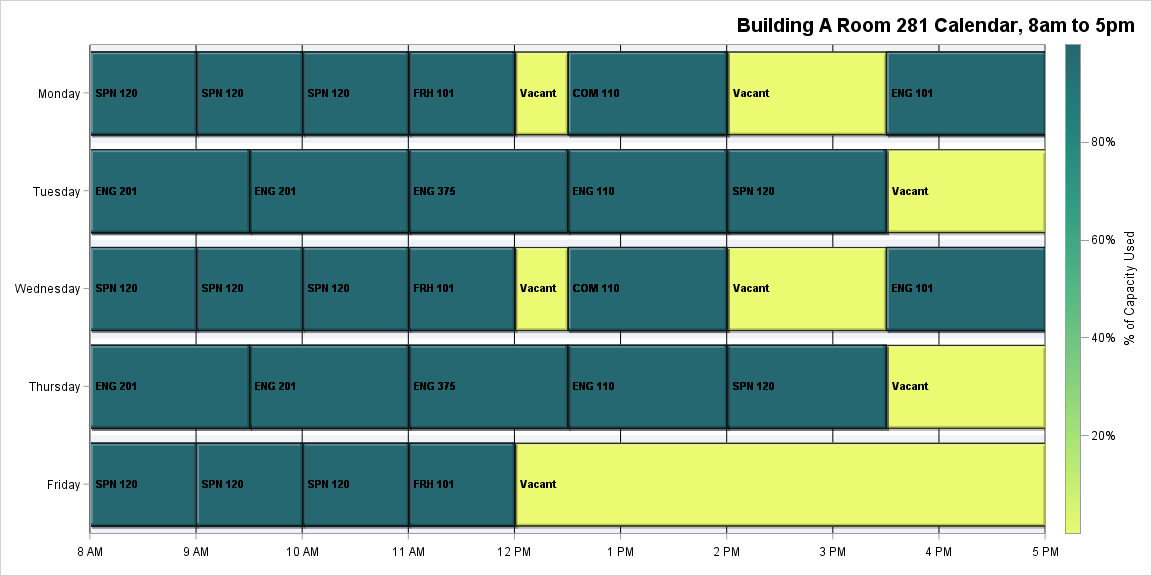 Building A Room 281 Calendar, 8am to 5pm
Monday
SPN 120 SPN 120 SPN 120 FRH 101 Vacant COM 110 Vacant ENG 101
Tuesday
ENG 201 ENG 201 ENG 375 ENG 110 SPN 120 Vacant
Wednesday
SPN 120 SPN 120 SPN 120 FRH 101 Vacant COM 110 Vacant ENG 101
Thursday
ENG 201 ENG 201 ENG 375 ENG 110 SPN 120 Vacant
Friday
SPN 120 SPN 120 SPN 120 FRH 101 Vacant
8 AM 9 AM 10 AM 11 AM 12 PM 1 PM 2 PM 3 PM 4 PM 5 PM
80%
60%
40%
20%
% of Capacity Used